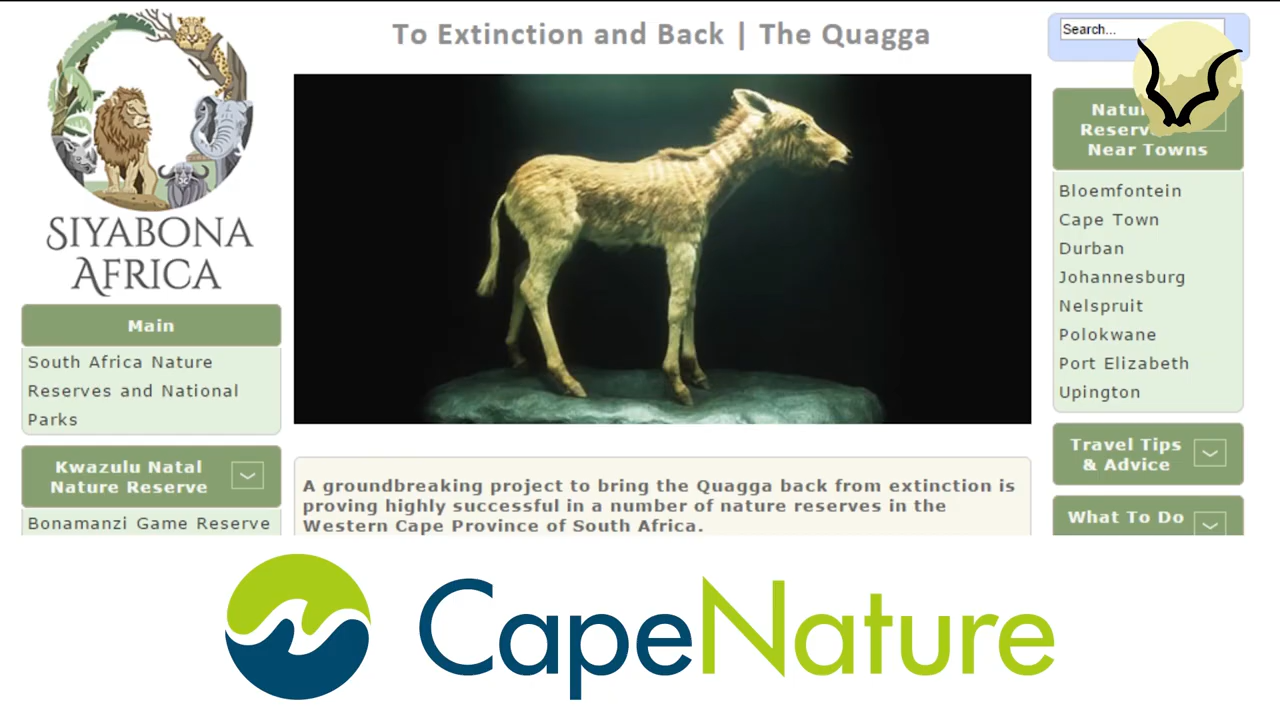 To Extinction and Back | The Quagga
Search...
SIYABONA
AFRICA
Main
South Africa Nature
Reserves and National
Parks
Kwazulu Natal
Nature Reserve
Bonamanzi Game Reserve
A groundbreaking project to bring the Quagga back from extinction is
proving highly successful in a number of nature reserves in the
Western Cape Province of South Africa.
Near Towns
Bloemfontein
Cape Town
Durban
Johannesburg
Nelspruit
Polokwane
Port Elizabeth
Upington
Travel Tips
& Advice
What To Do
CapeNature